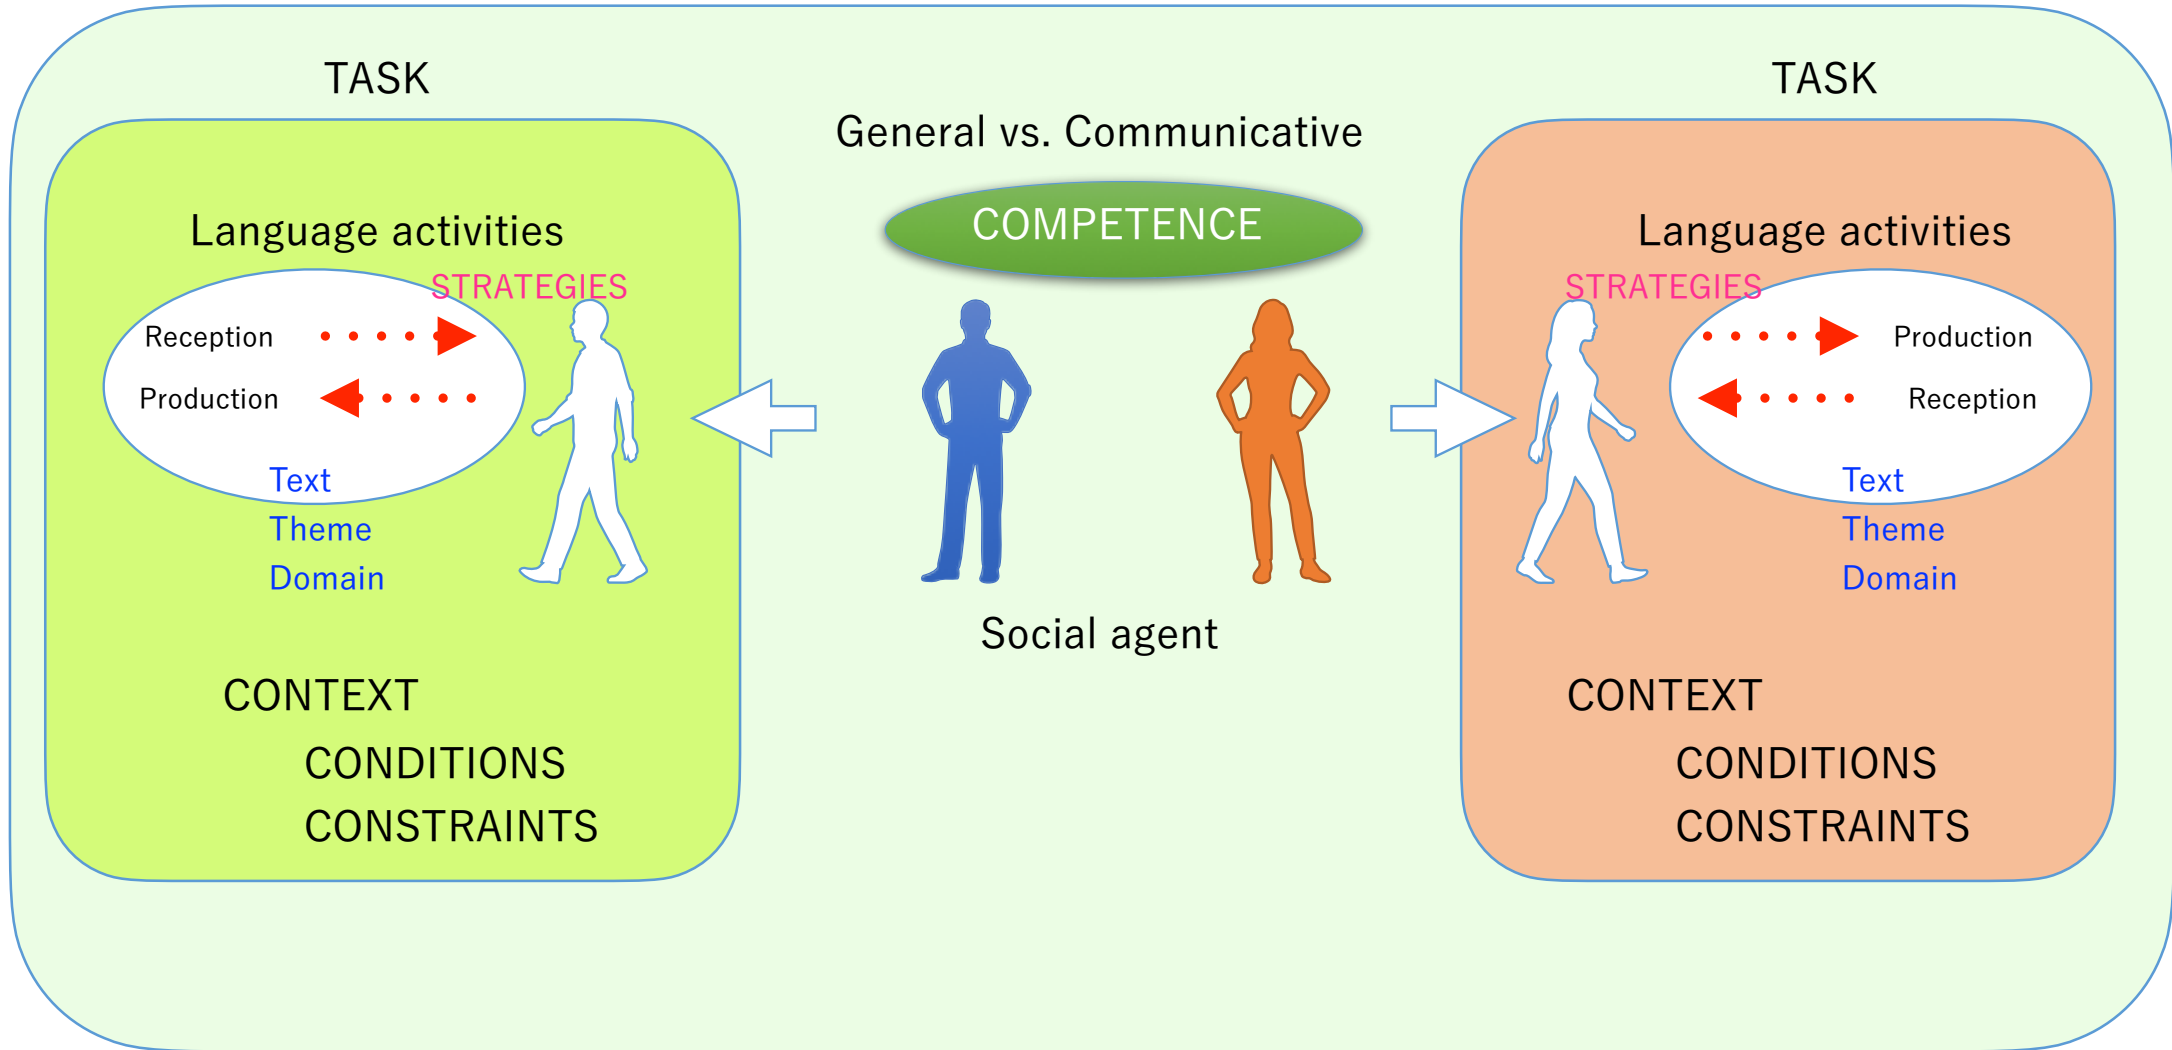 TASK
Language activities
STRATEGIES
Reception
Production
Text
Theme
Domain
CONTEXT
CONDITIONS
CONSTRAINTS
General vs. Communicative
COMPETENCE
Social agent
TASK
Language activities
STRATEGIES
Production
Reception
Text
Theme
Domain
CONTEXT
CONDITIONS
CONSTRAINTS